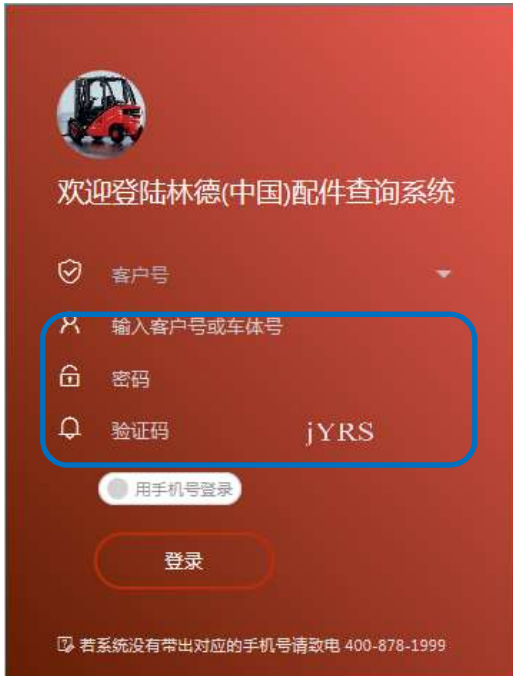 欢迎登陆林德(中国)配件查询系统
客户号
输入客户号或车体号
密码
验证码 jYRS
用手机号登录
登录
若系统没有带出对应的手机号请致电 400-878-1999